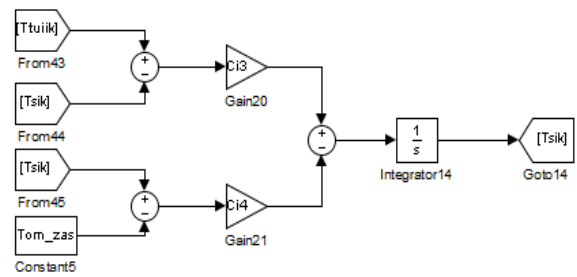 [Ttuiik]
From43
+
−
[Tsik]
From44
Ci3
Gain20
+
−
1
s
Integrator14
[Tsik]
Goto14
[Tsik]
From45
+
−
Tom_zas
Constant5
Ci4
Gain21